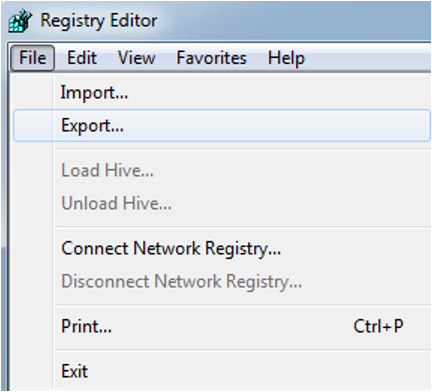 Registry Editor
File Edit View Favorites Help
Import...
Export...
Load Hive...
Unload Hive...
Connect Network Registry...
Disconnect Network Registry...
Print... Ctrl+P
Exit